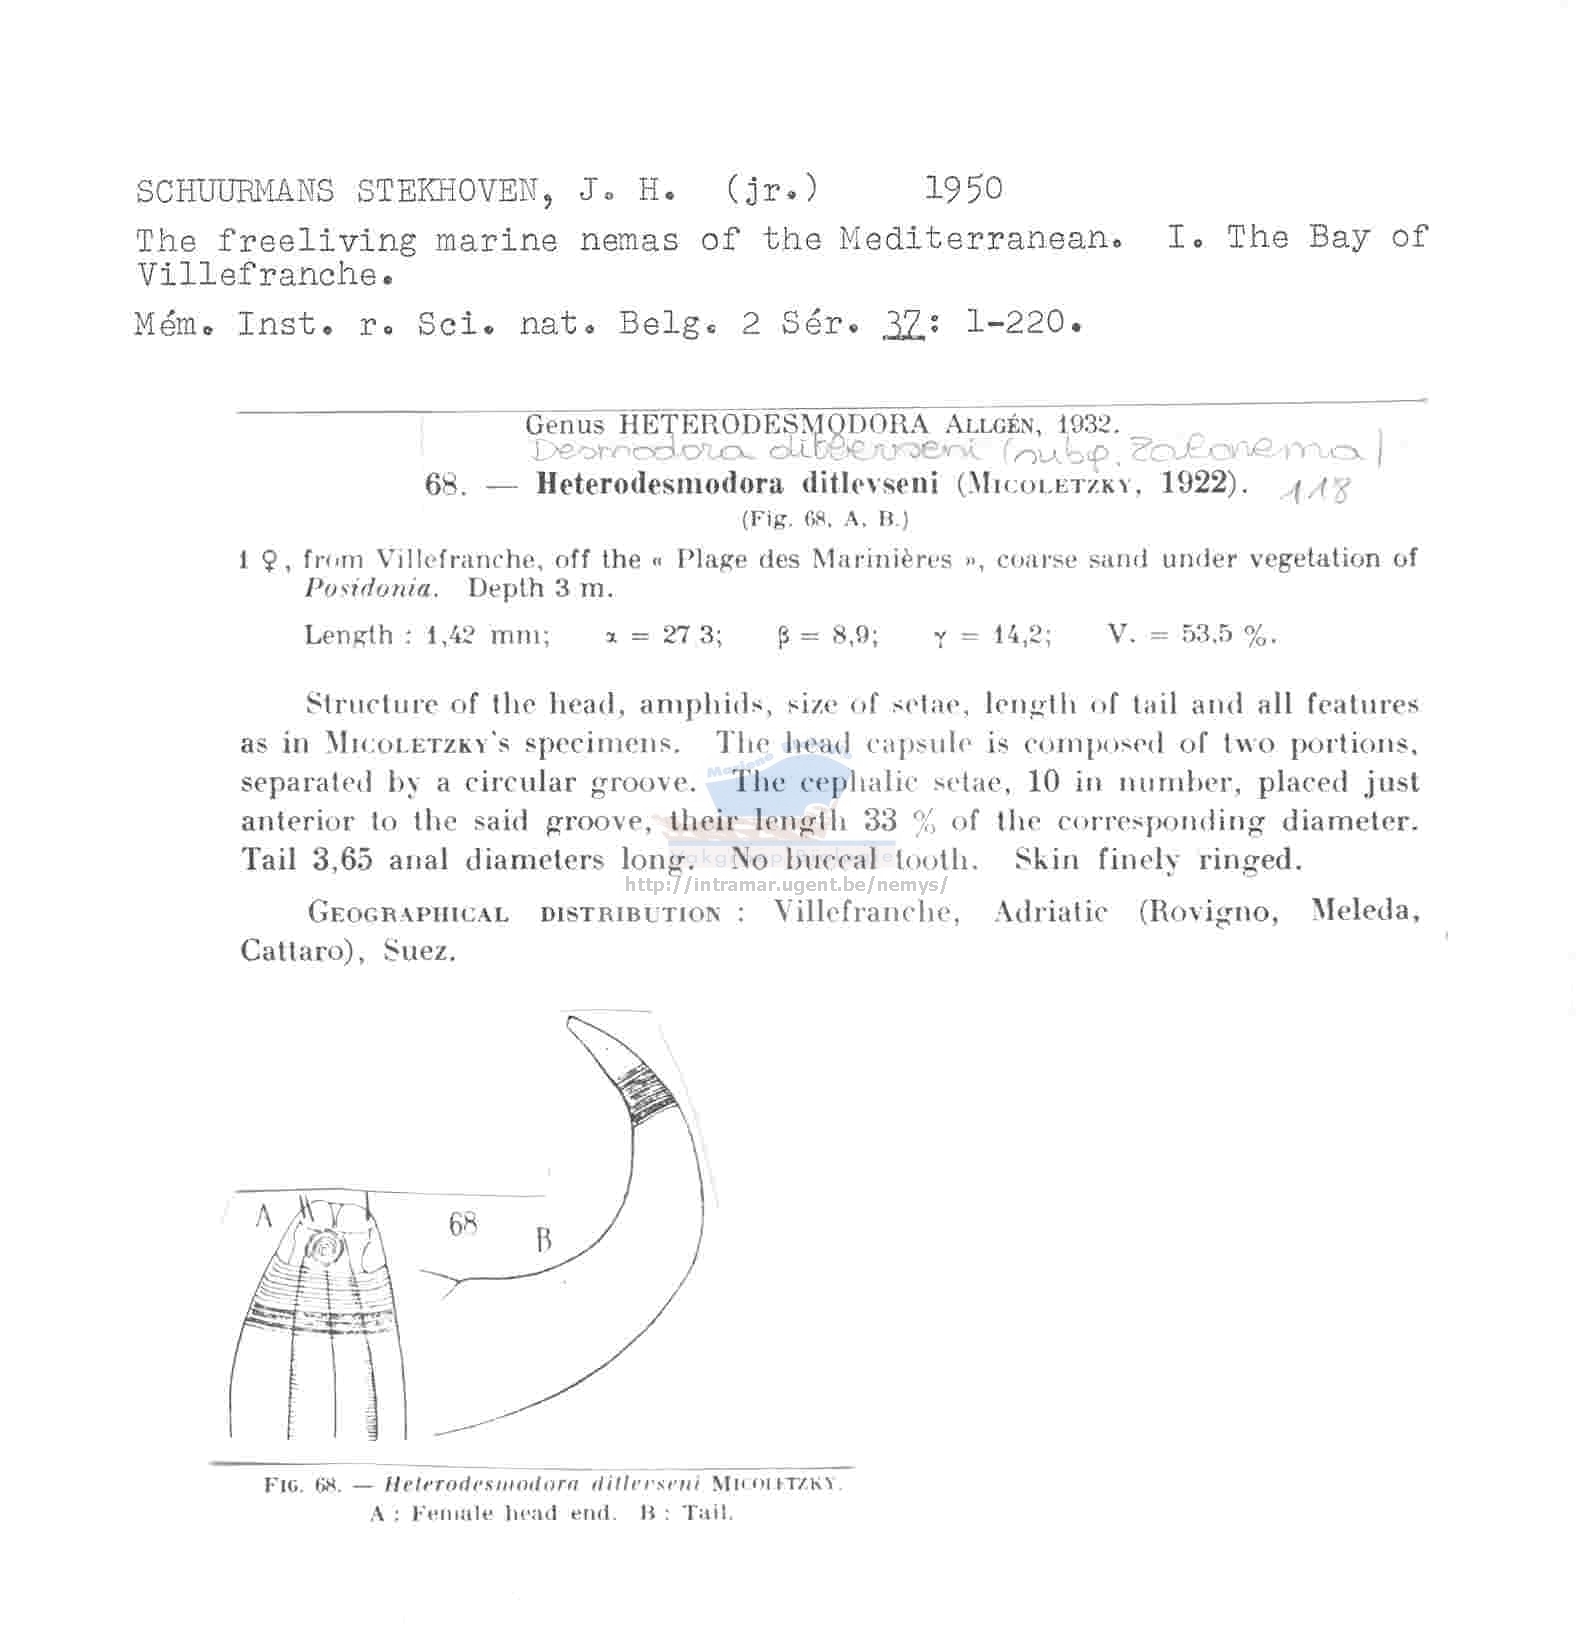 SCHUURMANS STEKHOVEN, J. H. (jr.) 1950
The freeliving marine nemas of the Mediterranean. I. The Bay of
Villefranche.
Mém. Inst. r. Sci. nat. Belg. 2 Sér. 37: 1-220.
Genus HETERODESMODORA ALLGÉN, 1932.
Desmodora ditlevseni (subg. Zalonema)
68. — Heterodesmodora ditlevseni (MICOLETZKY, 1922). 118
(Fig. 68, A, B.)
1 ♀, from Villefranche, off the « Plage des Marinières », coarse sand under vegetation of
Posidonia. Depth 3 m.
Length : 1,42 mm; α = 27 3; β = 8,9; γ = 14,2; V. = 53.5 %.
Structure of the head, amphids, size of setae, length of tail and all features
as in MICOLETZKY's specimens. The head capsule is composed of two portions,
separated by a circular groove. The cephalic setae, 10 in number, placed just
anterior to the said groove, their length 33 % of the corresponding diameter.
Tail 3,65 anal diameters long. No buccal tooth. Skin finely ringed.
http://intramar.ugent.be/nemys/
GEOGRAPHICAL DISTRIBUTION : Villefranche, Adriatic (Rovigno, Meleda,
Cattaro), Suez.
A 68 B
FIG. 68. — Heterodesmodora ditlevseni MICOLETZKY.
A : Female head end. B : Tail.